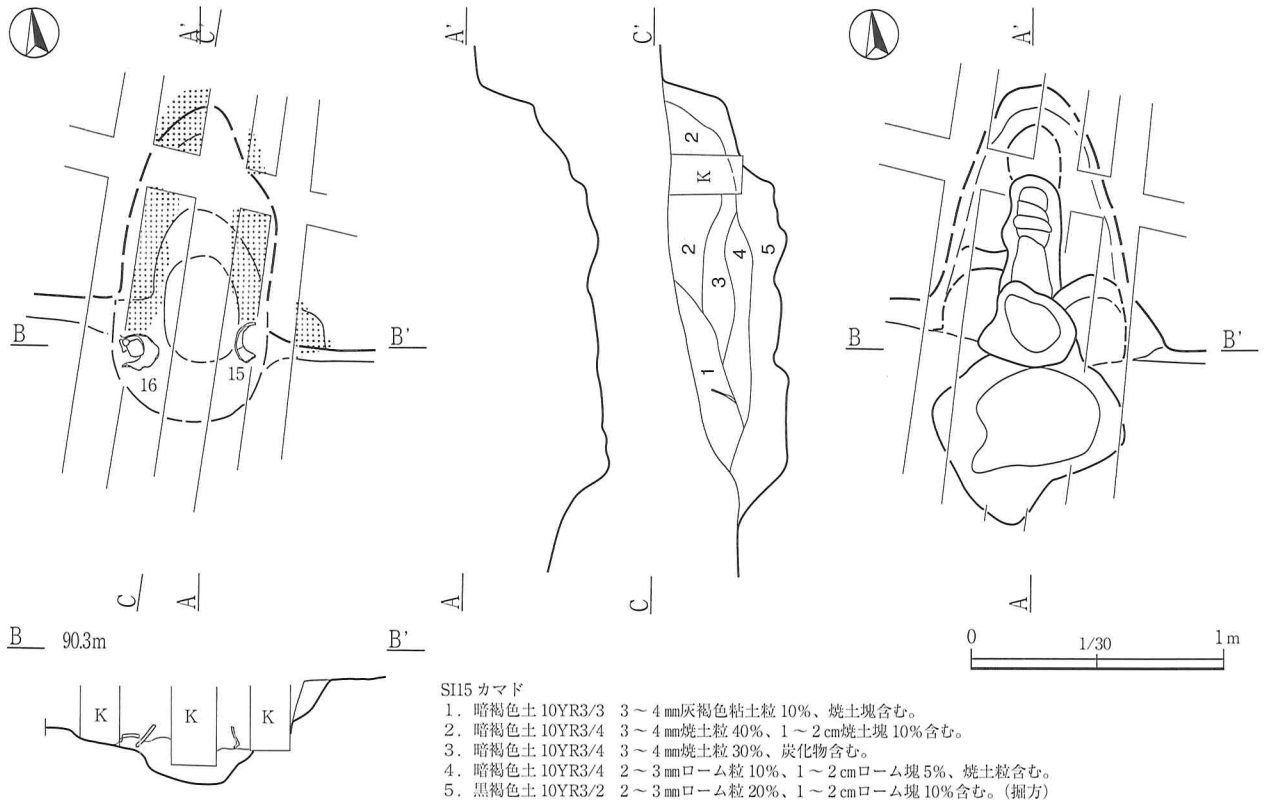 A'
C'
A'
C'
A'
2
K
2
4
5
3
1
B
B'
16
15
B
B'
C
A
A
C
A
B 90.3m B'
0 1/30 1m
K K K
SI15 カマド
1. 暗褐色土 10YR3/3 3～4㎜灰褐色粘土粒 10%、焼土塊含む。
2. 暗褐色土 10YR3/4 3～4㎜焼土粒 40%、1～2㎝焼土塊 10%含む。
3. 暗褐色土 10YR3/4 3～4㎜焼土粒 30%、炭化物含む。
4. 暗褐色土 10YR3/4 2～3㎜ローム粒 10%、1～2㎝ローム塊 5%、焼土粒含む。
5. 黒褐色土 10YR3/2 2～3㎜ローム粒 20%、1～2㎝ローム塊 10%含む。(掘方)